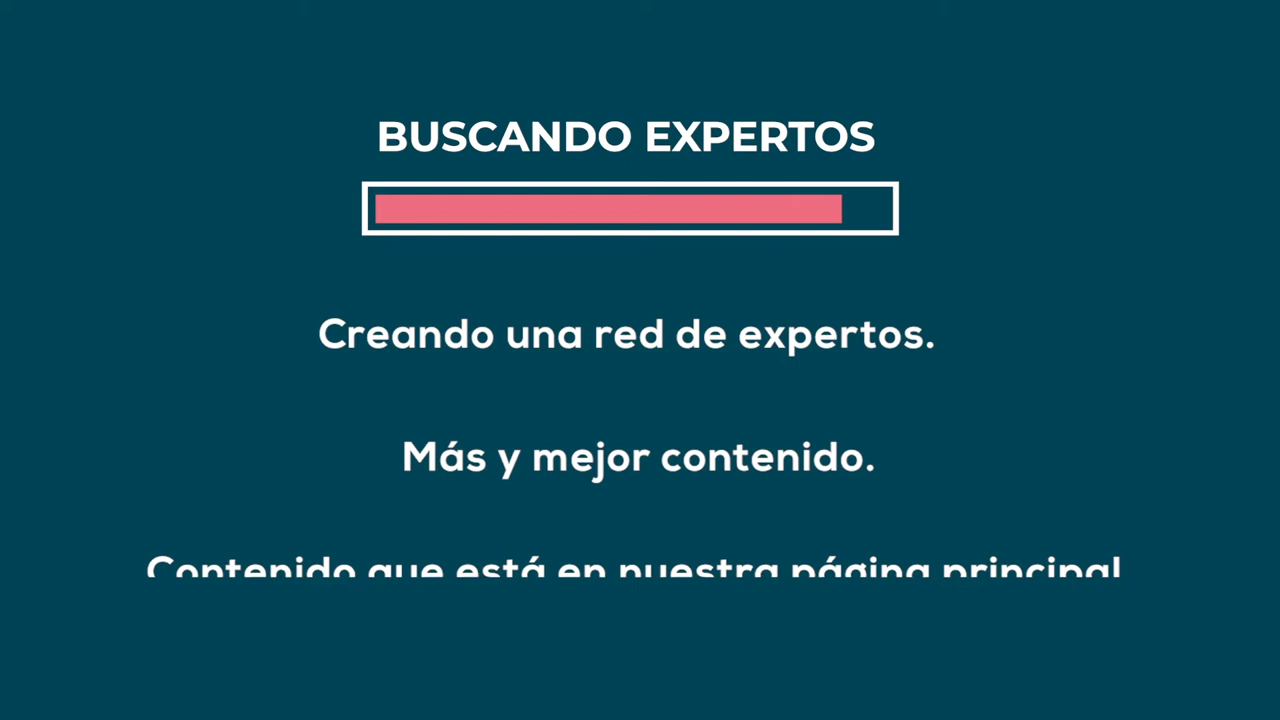 BUSCANDO EXPERTOS
Creando una red de expertos.
Más y mejor contenido.
Contenido que está en nuestra página principal